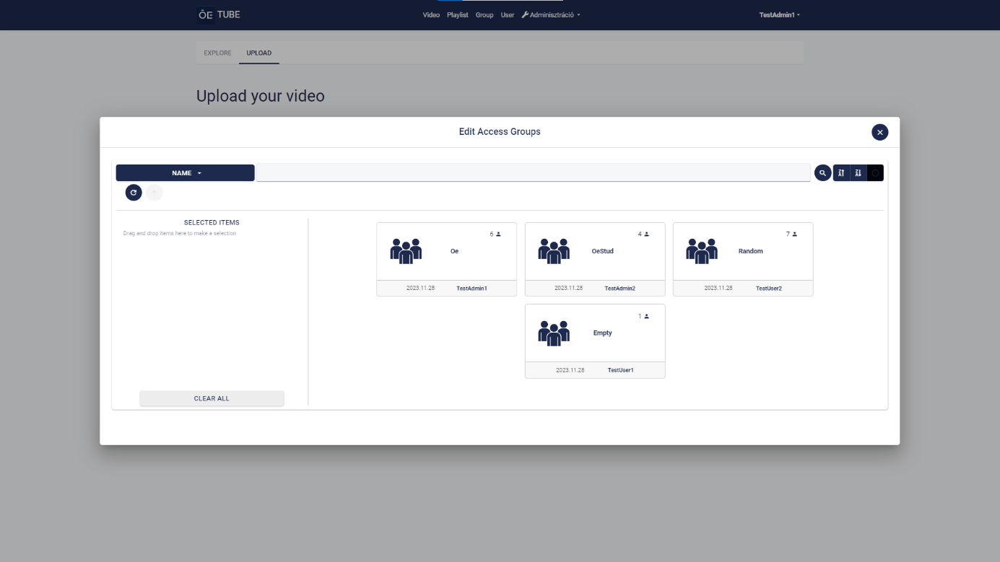 ŌE TUBE
Video Playlist Group User Adminisztráció
TestAdmin1
EXPLORE UPLOAD
Upload your video
Edit Access Groups
NAME
SELECTED ITEMS
Drag and drop items here to make a selection
6
Oe
2023.11.28 TestAdmin1
4
OeStud
2023.11.28 TestAdmin2
7
Random
2023.11.28 TestUser2
1
Empty
2023.11.28 TestUser1
CLEAR ALL